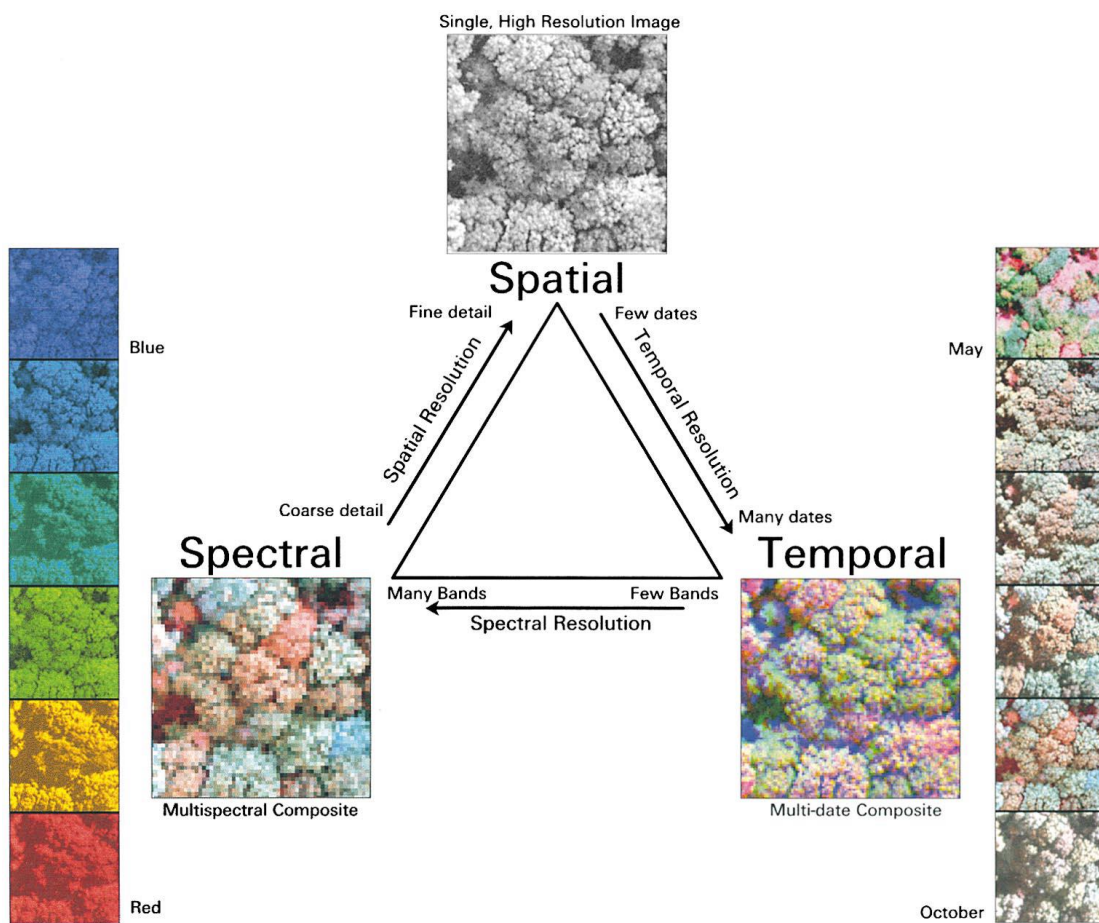 Single, High Resolution Image
Spatial
Fine detail
Few dates
Blue
May
Spatial Resolution
Temporal Resolution
Coarse detail
Many dates
Spectral
Temporal
Many Bands
Few Bands
Spectral Resolution
Multispectral Composite
Multi-date Composite
Red
October